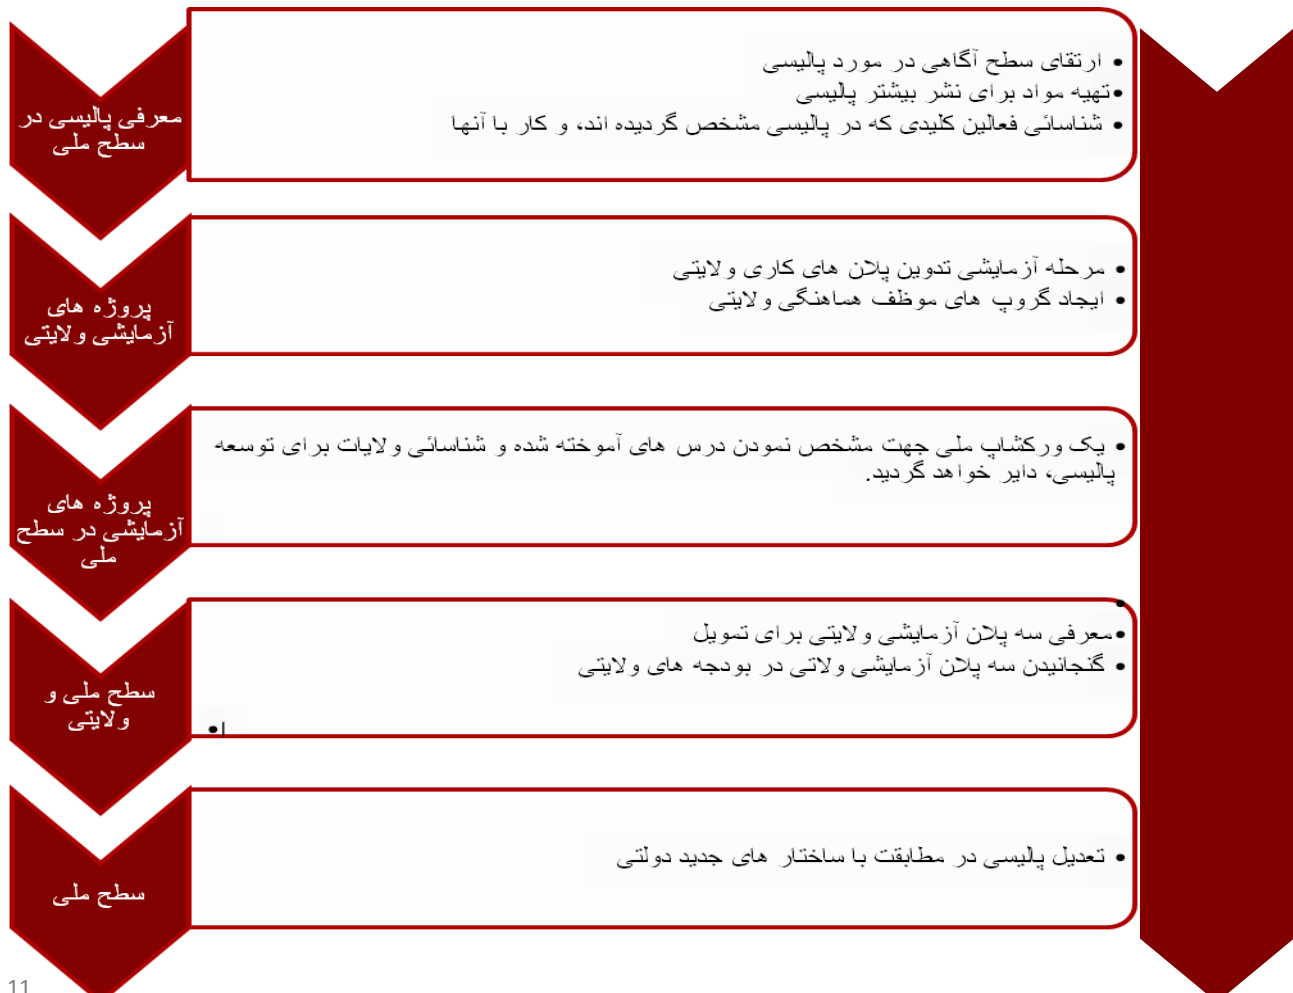 معرفی پالیسی در
سطح ملی
• ارتقای سطح آگاهی در مورد پالیسی
•تهیه مواد برای نشر بیشتر پالیسی
• شناسائی فعالین کلیدی که در پالیسی مشخص گردیده اند، و کار با آنها
پروژه های
آزمایشی ولایتی
• مرحله آزمایشی تدوین پلان های کاری ولایتی
• ایجاد گروپ های موظف هماهنگی ولایتی
پروژه های
آزمایشی در سطح
ملی
• یک ورکشاپ ملی جهت مشخص نمودن درس های آموخته شده و شناسائی ولایات برای توسعه
پالیسی، دایر خواهد گردید.
سطح ملی و
ولایتی
•
•معرفی سه پلان آزمایشی ولایتی برای تمویل
• گنجانیدن سه پلان آزمایشی ولاتی در بودجه های ولایتی
•ا
سطح ملی
• تعدیل پالیسی در مطابقت با ساختار های جدید دولتی
11